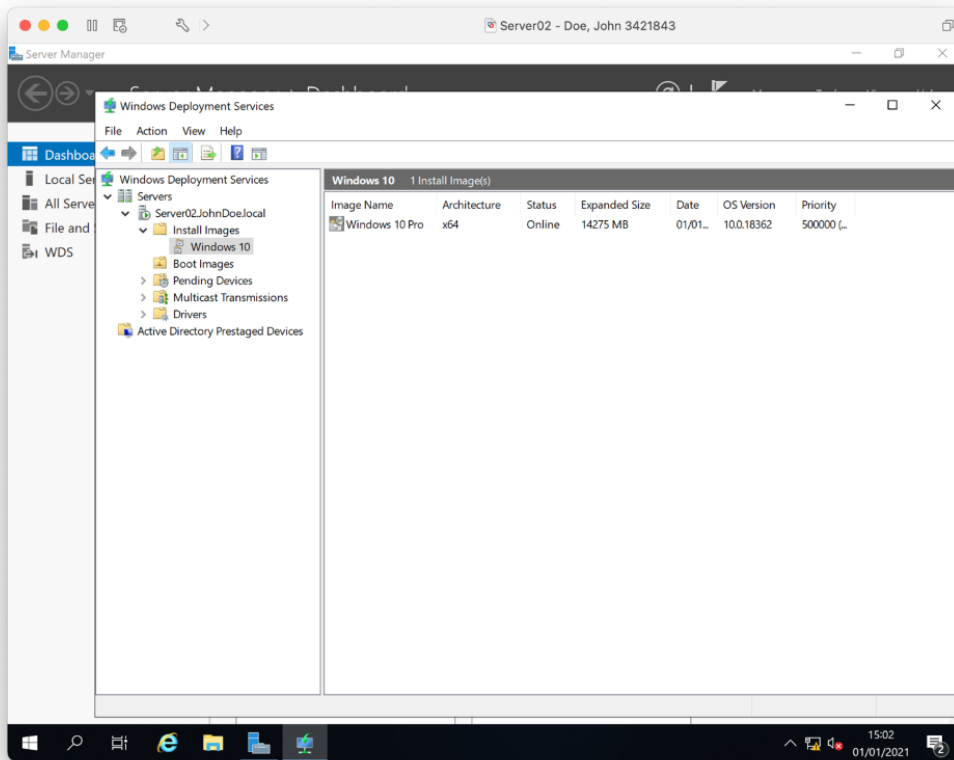 Server02 - Doe, John 3421843
Server Manager
Windows Deployment Services
File Action View Help
Dashboa
Local Ser
All Serve
File and
WDS
Windows Deployment Services
Servers
Server02.JohnDoe.local
Install Images
Windows 10
Boot Images
Pending Devices
Multicast Transmissions
Drivers
Active Directory Prestaged Devices
Windows 10 1 Install Image(s)
Image Name Architecture Status Expanded Size Date OS Version Priority
Windows 10 Pro x64 Online 14275 MB 01/01... 10.0.18362 500000 (...
15:02
01/01/2021
2